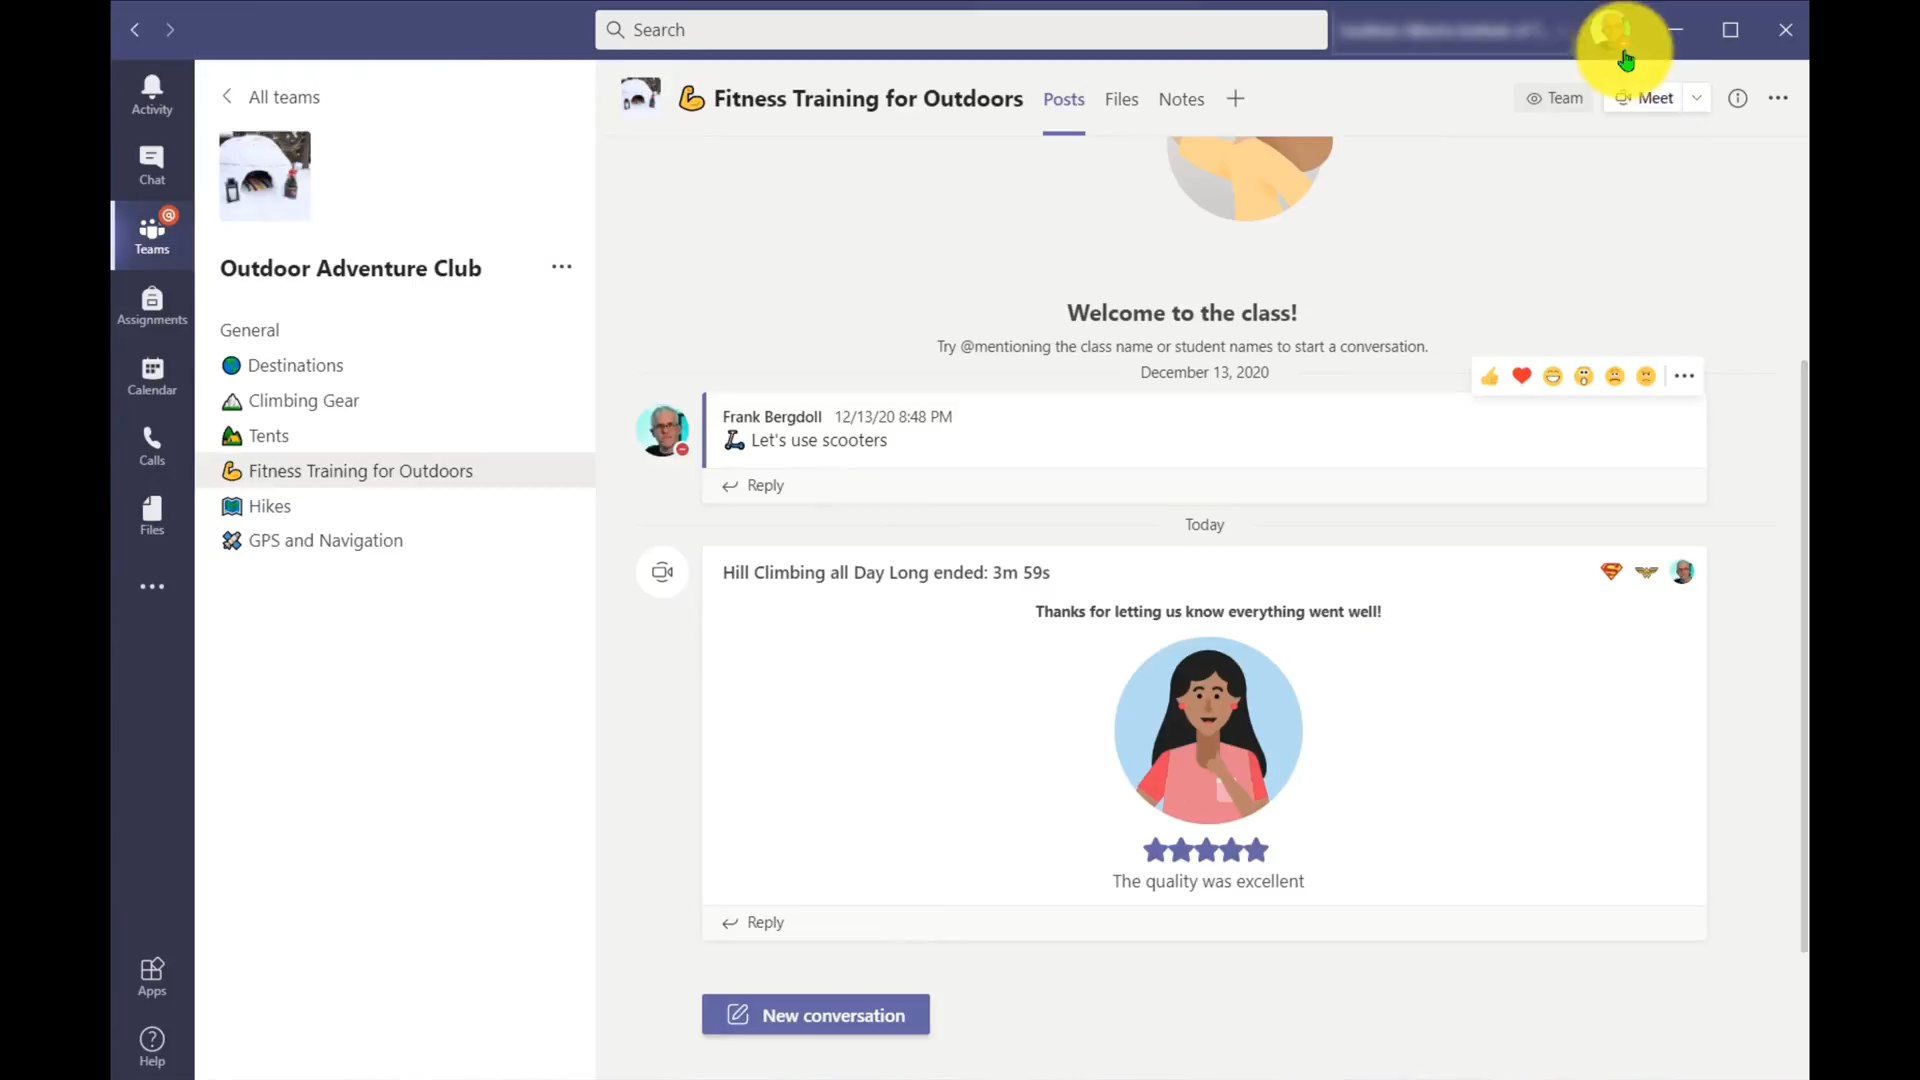 Search
Activity
Chat
Teams
Assignments
Calendar
Calls
Files
Apps
Help
All teams
Outdoor Adventure Club
General
Destinations
Climbing Gear
Tents
Fitness Training for Outdoors
Hikes
GPS and Navigation
Fitness Training for Outdoors Posts Files Notes
Team
Meet
Welcome to the class!
Try @mentioning the class name or student names to start a conversation.
December 13, 2020
Frank Bergdoll 12/13/20 8:48 PM
Let's use scooters
Reply
Today
Hill Climbing all Day Long ended: 3m 59s
Thanks for letting us know everything went well!
The quality was excellent
Reply
New conversation